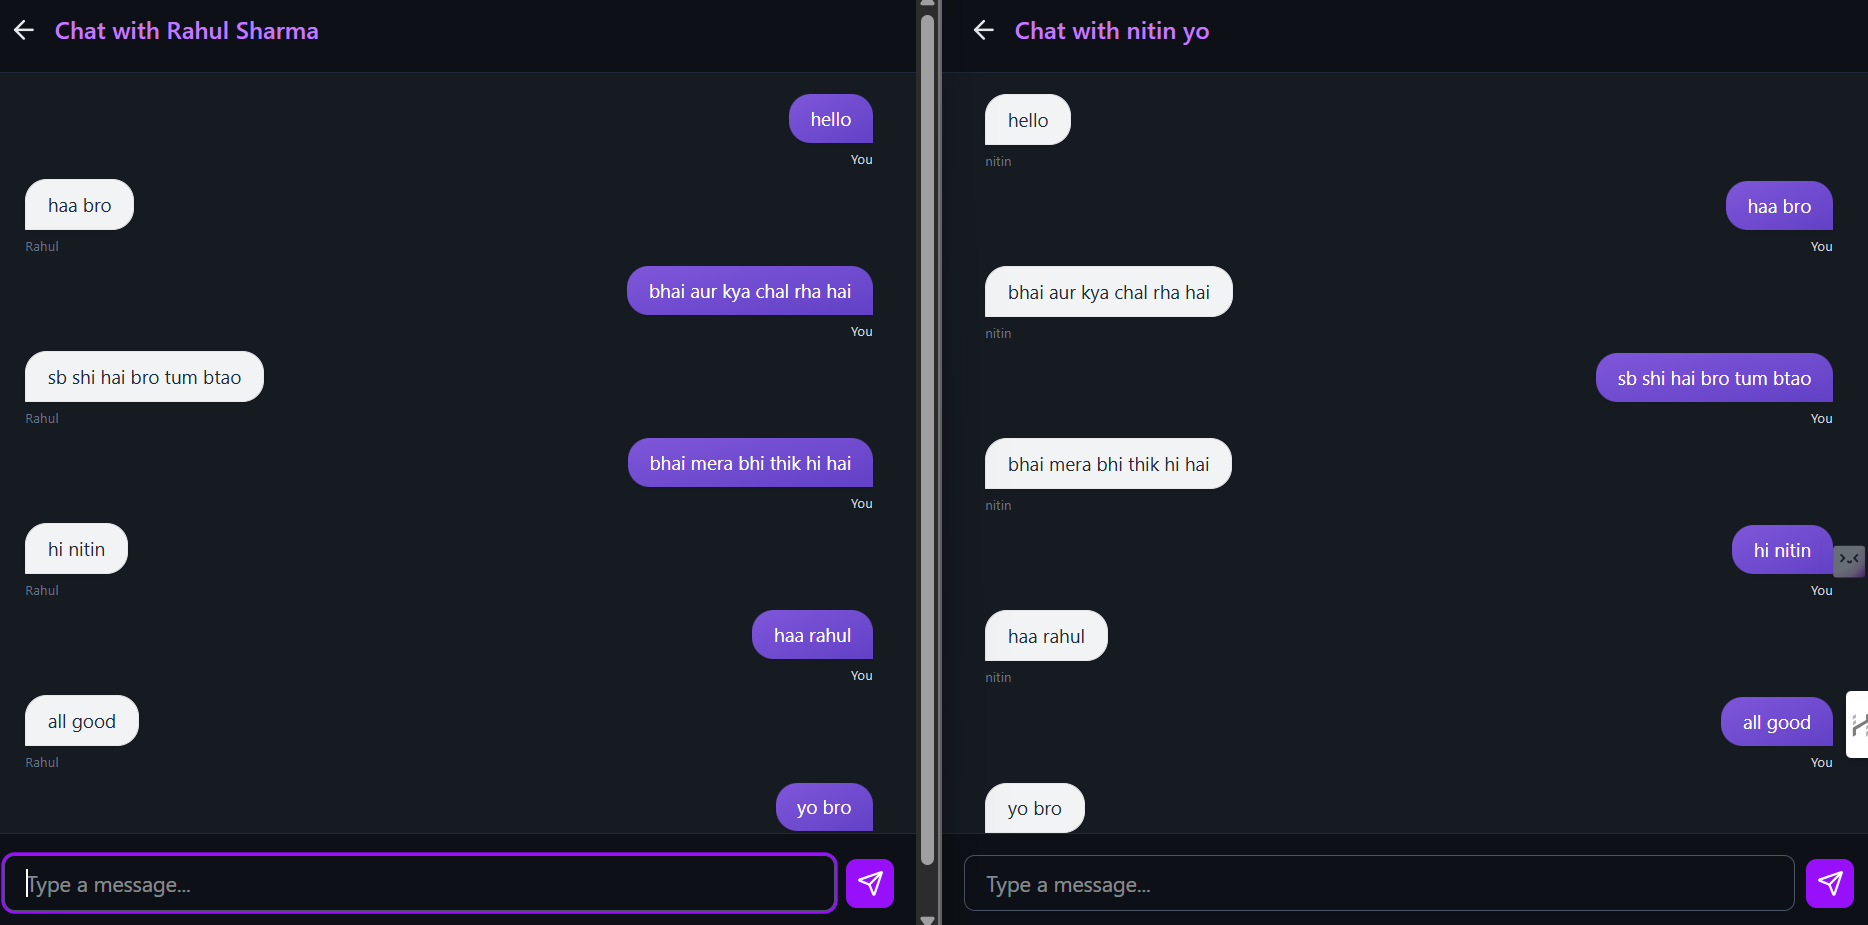 Chat with Rahul Sharma
hello
You
haa bro
Rahul
bhai aur kya chal rha hai
You
sb shi hai bro tum btao
Rahul
bhai mera bhi thik hi hai
You
hi nitin
Rahul
haa rahul
You
all good
Rahul
yo bro
Type a message...
Chat with nitin yo
hello
nitin
haa bro
You
bhai aur kya chal rha hai
nitin
sb shi hai bro tum btao
You
bhai mera bhi thik hi hai
nitin
hi nitin
You
haa rahul
nitin
all good
You
yo bro
Type a message...